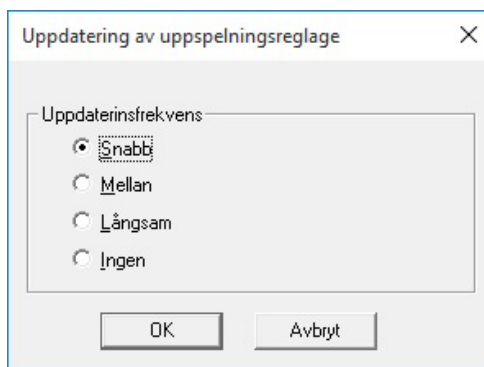 Uppdatering av uppspelningsreglage
Uppdaterinsfrekvens
Snabb
Mellan
Långsam
Ingen
OK Avbryt